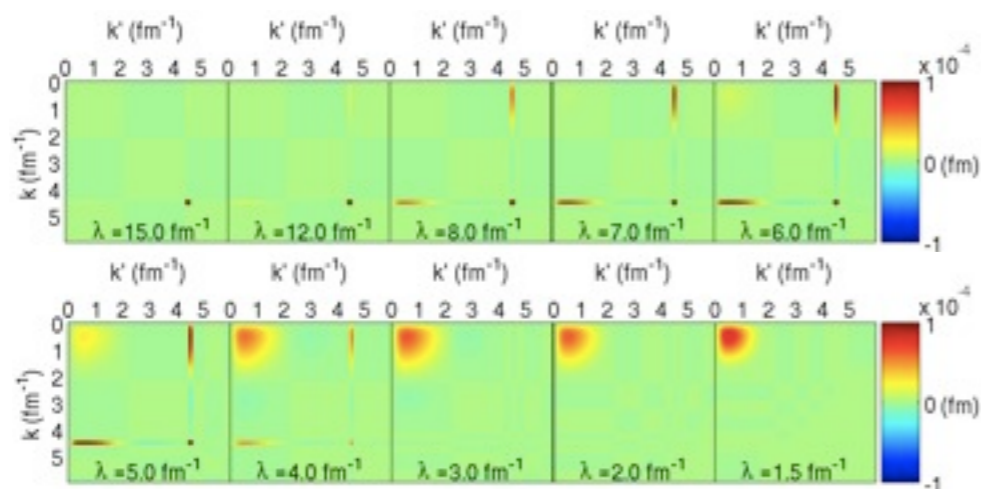 k' (fm⁻¹) k' (fm⁻¹) k' (fm⁻¹) k' (fm⁻¹) k' (fm⁻¹)
x 10⁻⁴
0 1 2 3 4 5 0 1 2 3 4 5 0 1 2 3 4 5 0 1 2 3 4 5 0 1 2 3 4 5
k (fm⁻¹)
0
1
2
3
4
5
1
0 (fm)
-1
λ =15.0 fm⁻¹ λ =12.0 fm⁻¹ λ =8.0 fm⁻¹ λ =7.0 fm⁻¹ λ =6.0 fm⁻¹
k' (fm⁻¹) k' (fm⁻¹) k' (fm⁻¹) k' (fm⁻¹) k' (fm⁻¹)
x 10⁻⁴
0 1 2 3 4 5 0 1 2 3 4 5 0 1 2 3 4 5 0 1 2 3 4 5 0 1 2 3 4 5
k (fm⁻¹)
0
1
2
3
4
5
1
0 (fm)
-1
λ =5.0 fm⁻¹ λ =4.0 fm⁻¹ λ =3.0 fm⁻¹ λ =2.0 fm⁻¹ λ =1.5 fm⁻¹